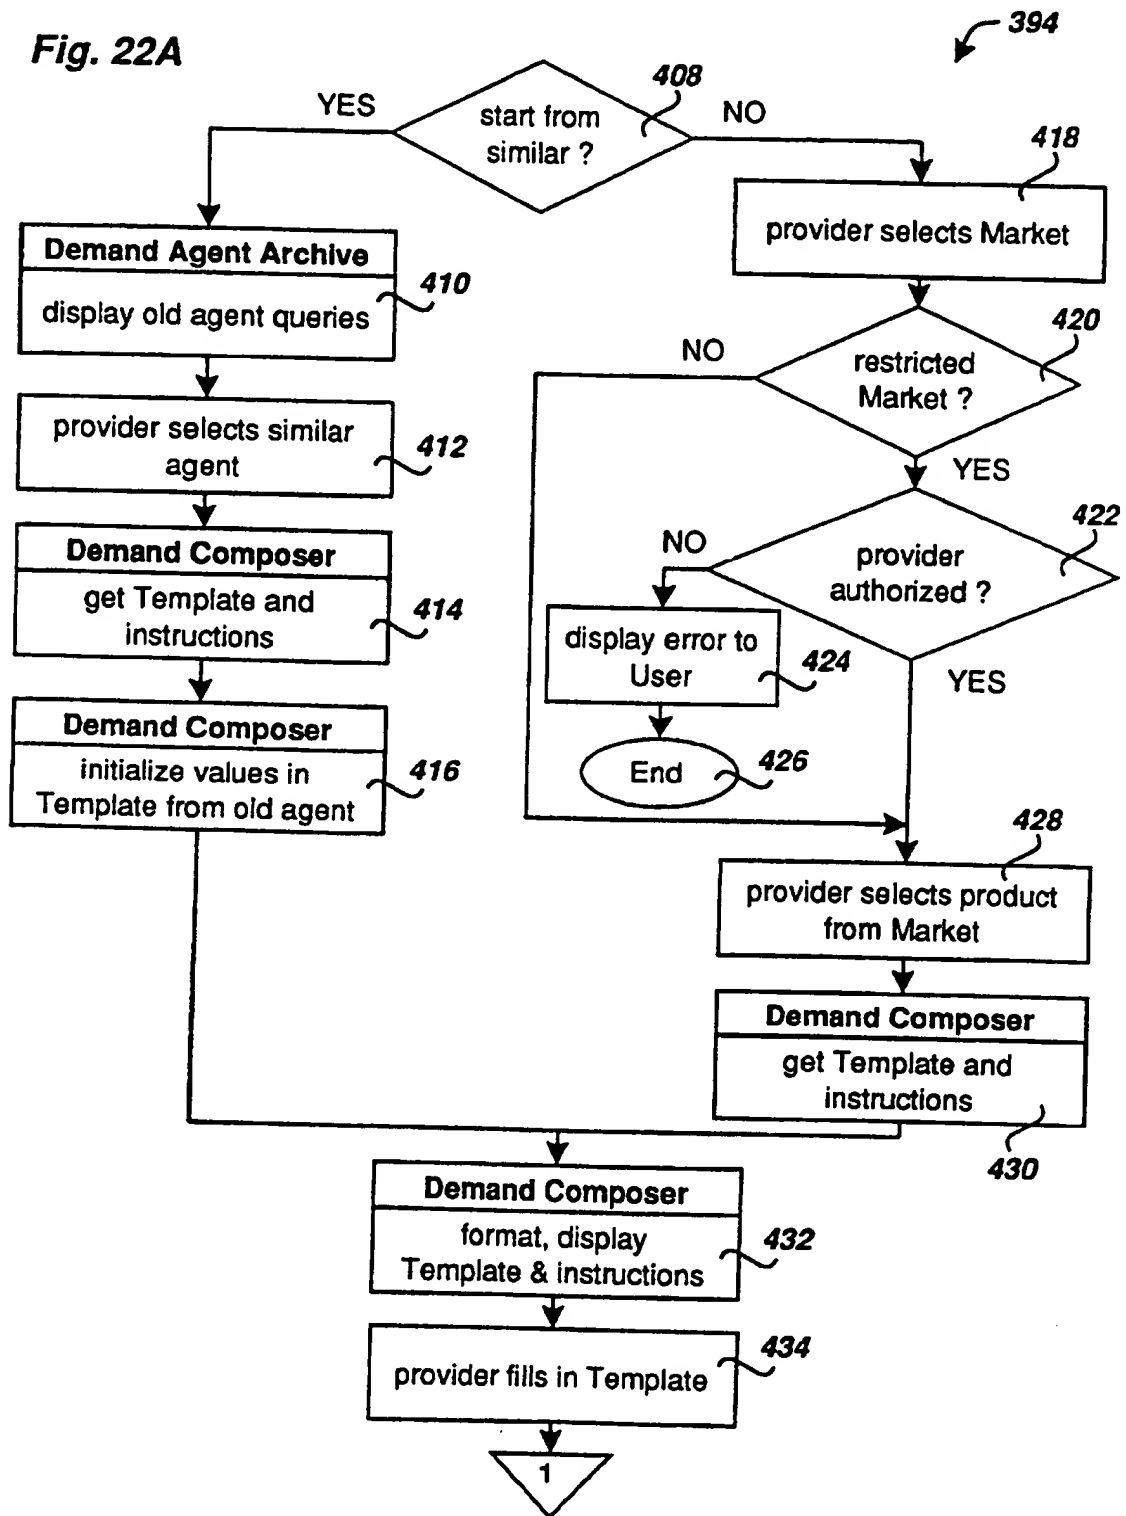 Fig. 22A
394
408
start from
similar ?
YES
NO
418
provider selects Market
Demand Agent Archive
display old agent queries
410
420
restricted
Market ?
NO
YES
provider selects similar
agent
412
422
provider
authorized ?
NO
YES
Demand Composer
get Template and
instructions
414
display error to
User
424
Demand Composer
initialize values in
Template from old agent
416
End
426
428
provider selects product
from Market
Demand Composer
get Template and
instructions
430
Demand Composer
format, display
Template & instructions
432
provider fills in Template
434
1